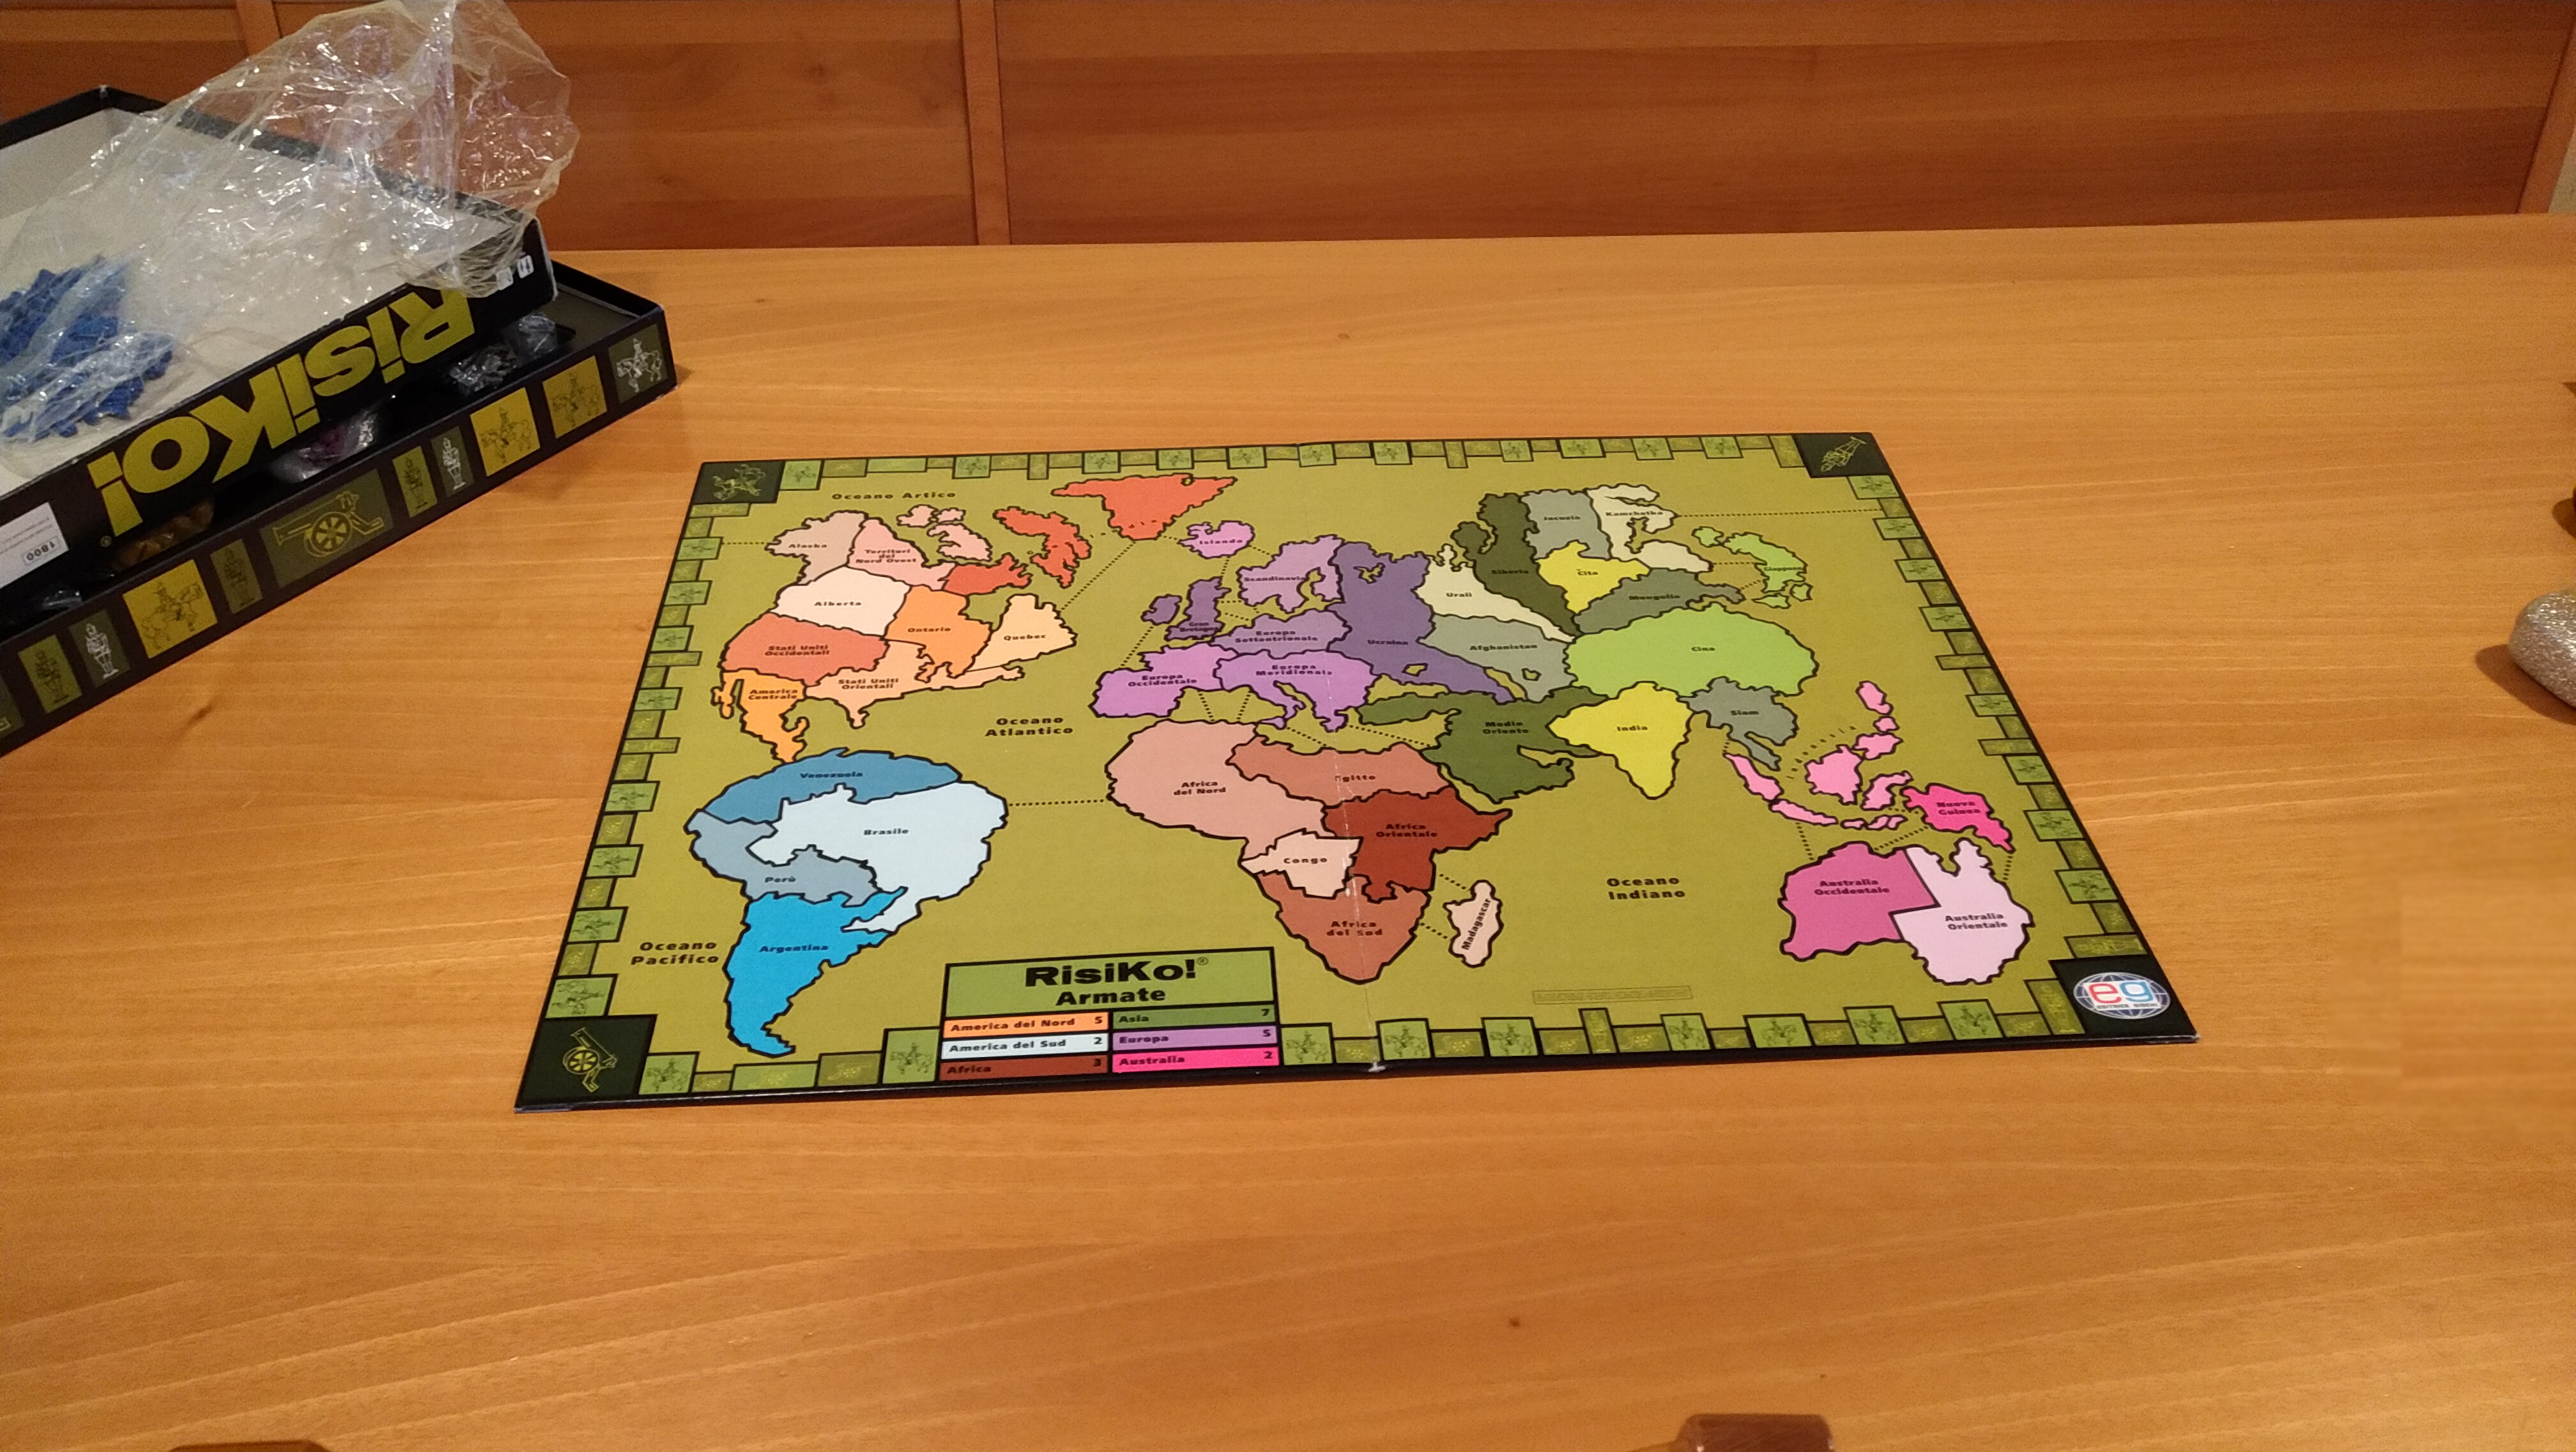 RisiKo!
1800
Oceano Artico
Alaska
Territori
del
Nord Ovest
Alberta
Ontario
Quebec
Stati Uniti
Occidentali
Stati Uniti
Orientali
America
Centrale
Islanda
Scandinavia
Gran
Bretagna
Europa
Settentrionale
Ucraina
Europa
Occidentale
Europa
Meridionale
Urali
Siberia
Jacuzia
Kamchatka
Cita
Mongolia
Giappone
Afghanistan
Cina
Medio
Oriente
India
Siam
Oceano
Atlantico
Venezuela
Brasile
Perù
Argentina
Africa
del Nord
Egitto
Africa
Orientale
Congo
Africa
del Sud
Madagascar
Nuova
Guinea
Australia
Occidentale
Australia
Orientale
Oceano
Indiano
Oceano
Pacifico
RisiKo!®
Armate
America del Nord 5
America del Sud 2
Africa 3
Asia 7
Europa 5
Australia 2
eg
EDITRICE GIOCHI